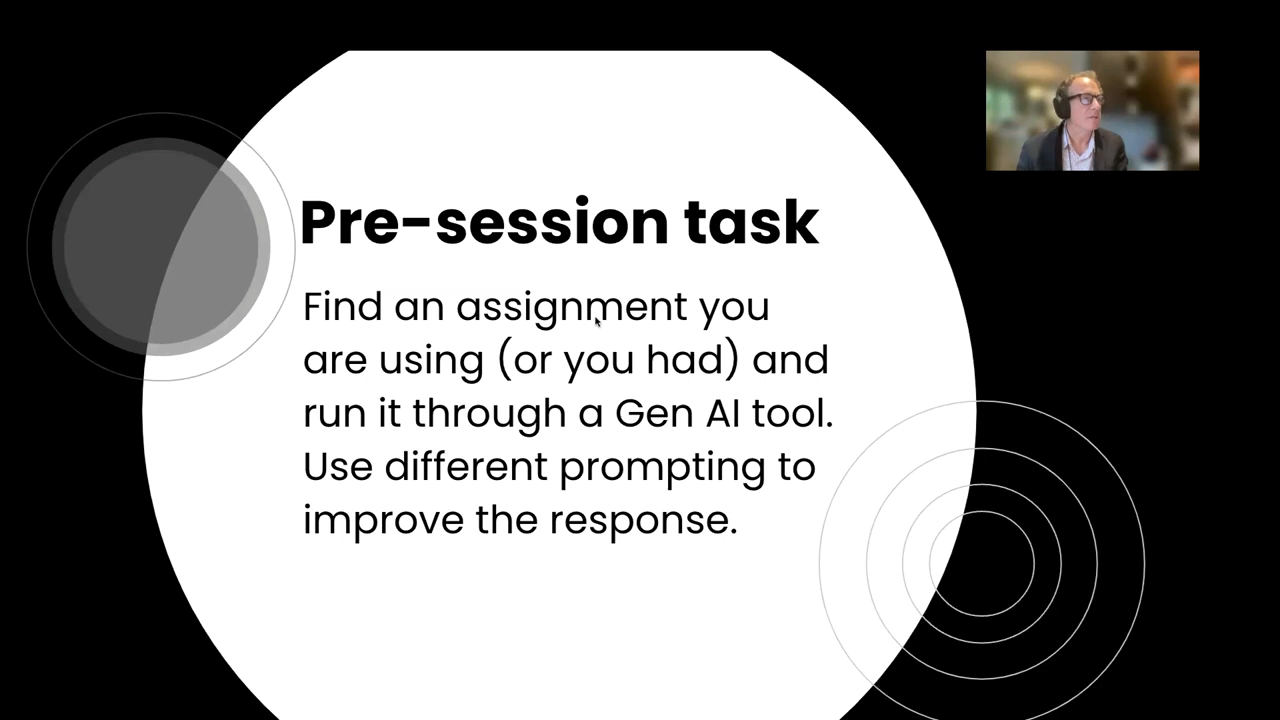 Pre-session task
Find an assignment you
are using (or you had) and
run it through a Gen AI tool.
Use different prompting to
improve the response.